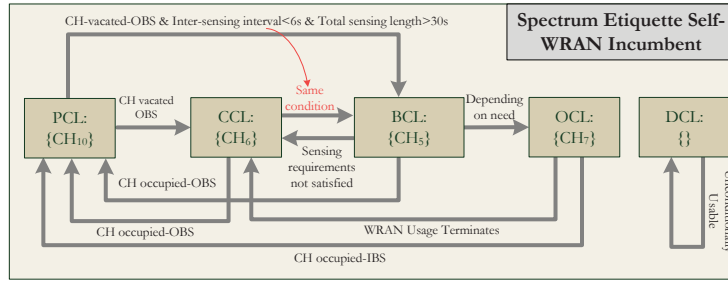 CH-vacated-OBS & Inter-sensing interval<6s & Total sensing length>30s
Spectrum Etiquette Self-
WRAN Incumbent
Same
condition
CH vacated
OBS
Depending
on need
PCL:
{CH10}
CCL:
{CH6}
BCL:
{CH5}
OCL:
{CH7}
DCL:
{}
Sensing
requirements
not satisfied
CH occupied-OBS
CH occupied-OBS
WRAN Usage Terminates
CH occupied-IBS
Usable